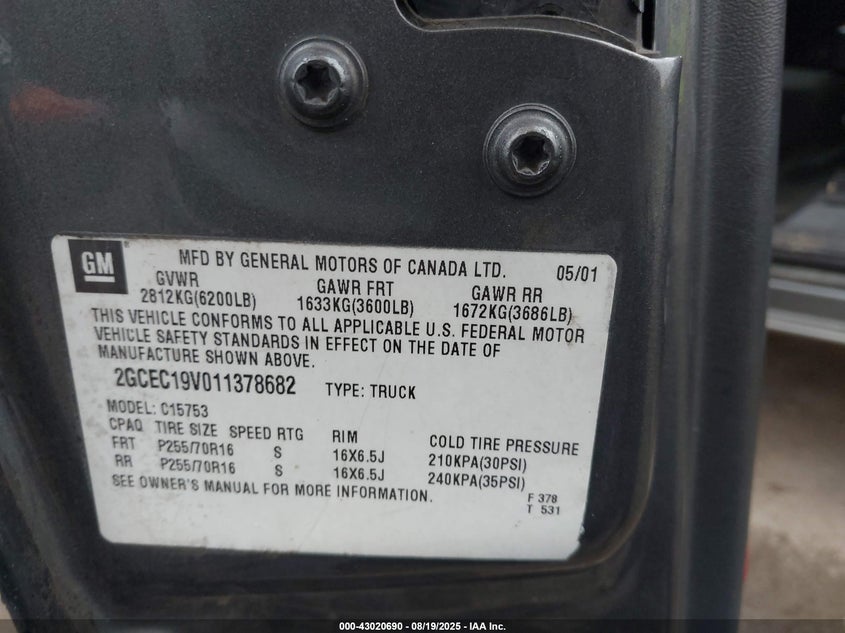 GM
MFD BY GENERAL MOTORS OF CANADA LTD. 05/01
GVWR GAWR FRT GAWR RR
2812KG(6200LB) 1633KG(3600LB) 1672KG(3686LB)
THIS VEHICLE CONFORMS TO ALL APPLICABLE U.S. FEDERAL MOTOR
VEHICLE SAFETY STANDARDS IN EFFECT ON THE DATE OF
MANUFACTURE SHOWN ABOVE.
2GCEC19V011378682 TYPE: TRUCK
MODEL: C15753
CPAQ TIRE SIZE SPEED RTG RIM COLD TIRE PRESSURE
FRT P255/70R16 S 16X6.5J 210KPA(30PSI)
RR P255/70R16 S 16X6.5J 240KPA(35PSI)
SEE OWNER'S MANUAL FOR MORE INFORMATION.
F 378
T 531
000-43020690 - 08/19/2025 - IAA Inc.